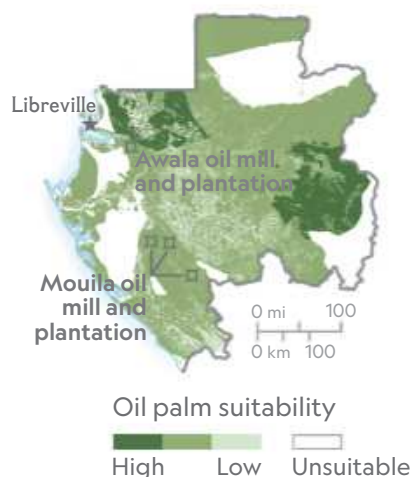 Libreville
Awala oil mill
and plantation
Mouila oil
mill and
plantation
0 mi 100
0 km 100
Oil palm suitability
High Low Unsuitable